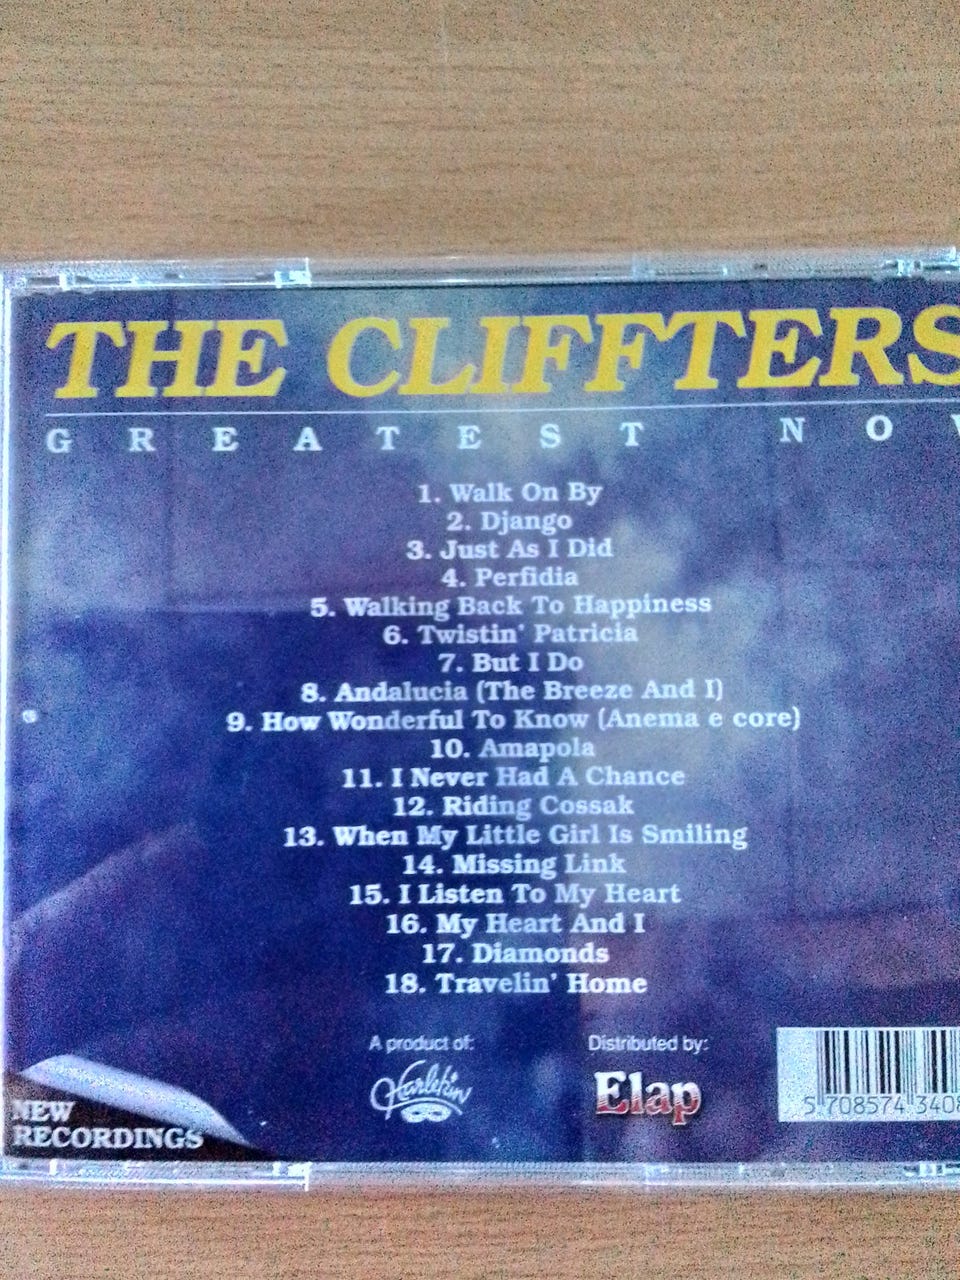 THE CLIFFTERS
GREATEST NOW
1. Walk On By
2. Django
3. Just As I Did
4. Perfidia
5. Walking Back To Happiness
6. Twistin' Patricia
7. But I Do
8. Andalucia (The Breeze And I)
9. How Wonderful To Know (Anema e core)
10. Amapola
11. I Never Had A Chance
12. Riding Cossak
13. When My Little Girl Is Smiling
14. Missing Link
15. I Listen To My Heart
16. My Heart And I
17. Diamonds
18. Travelin' Home
A product of:
Harlekin
Distributed by:
Elap
NEW
RECORDINGS
5 708574 340